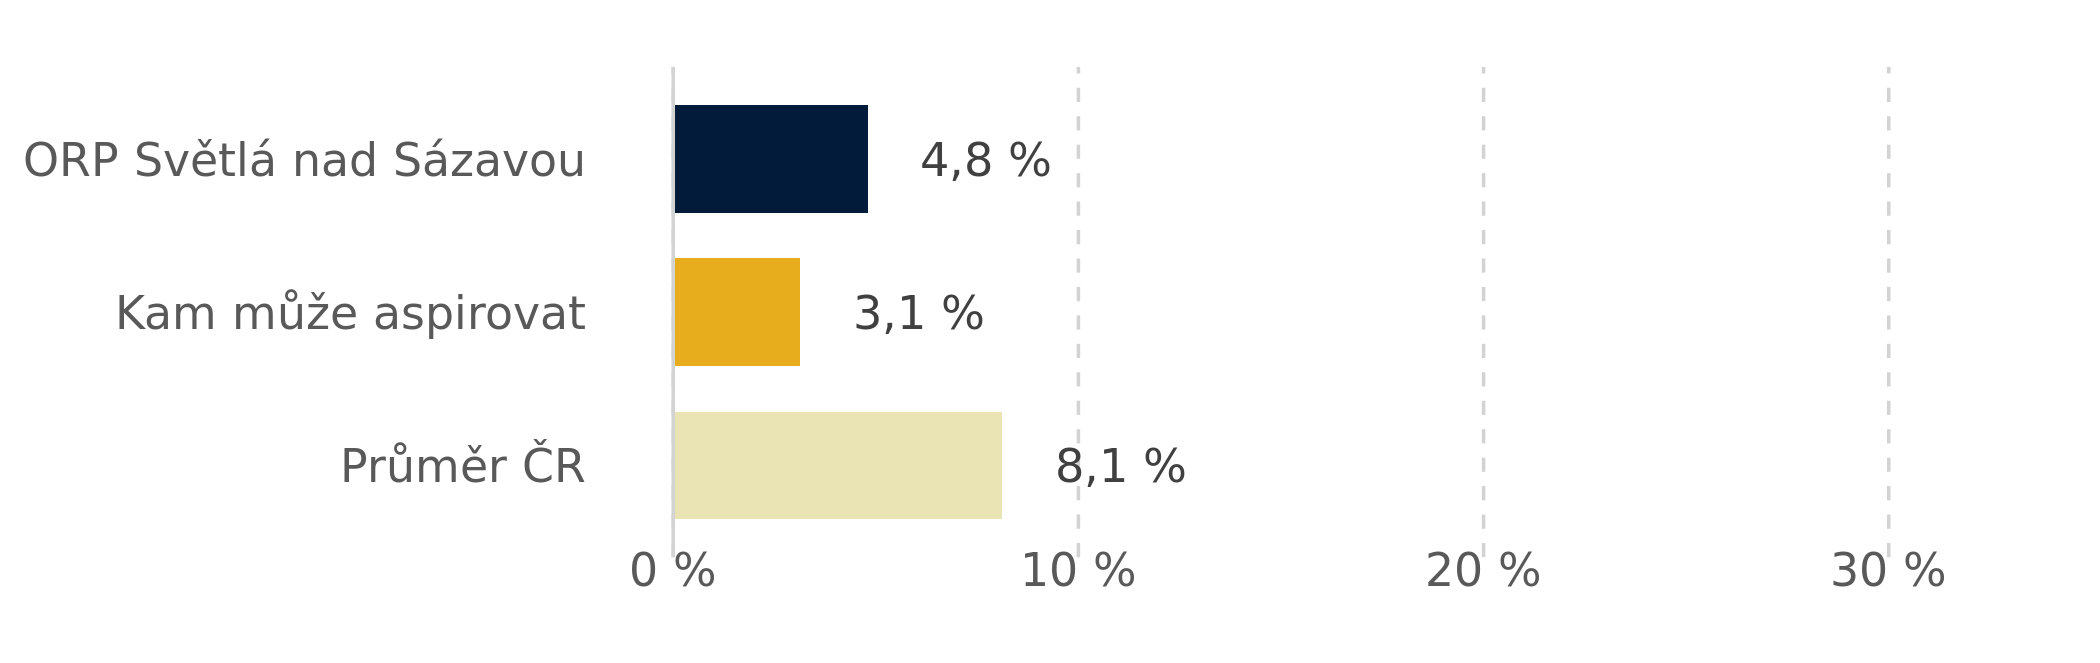 ORP Světlá nad Sázavou 4,8 %
Kam může aspirovat 3,1 %
Průměr ČR 8,1 %
0 % 10 % 20 % 30 %